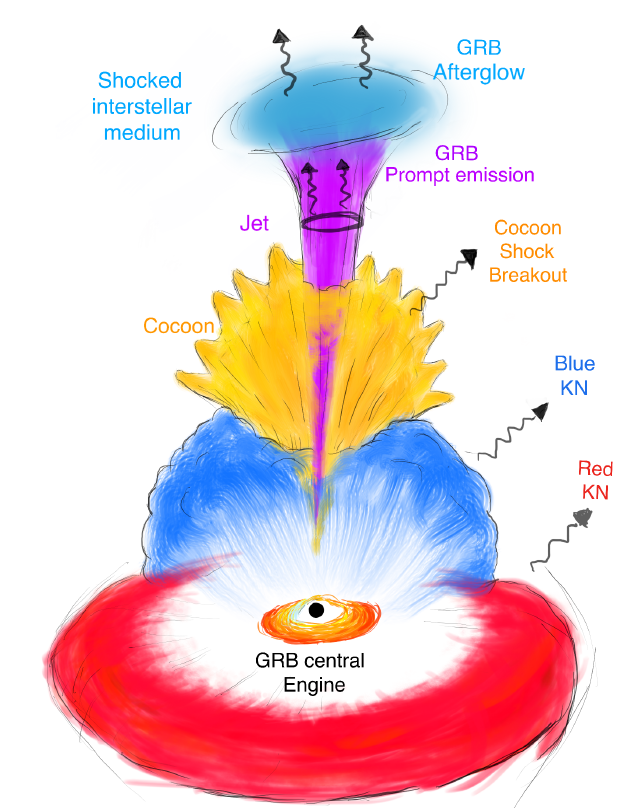 GRB
Afterglow
Shocked
interstellar
medium
GRB
Prompt emission
Jet
Cocoon
Shock
Breakout
Cocoon
Blue
KN
Red
KN
GRB central
Engine